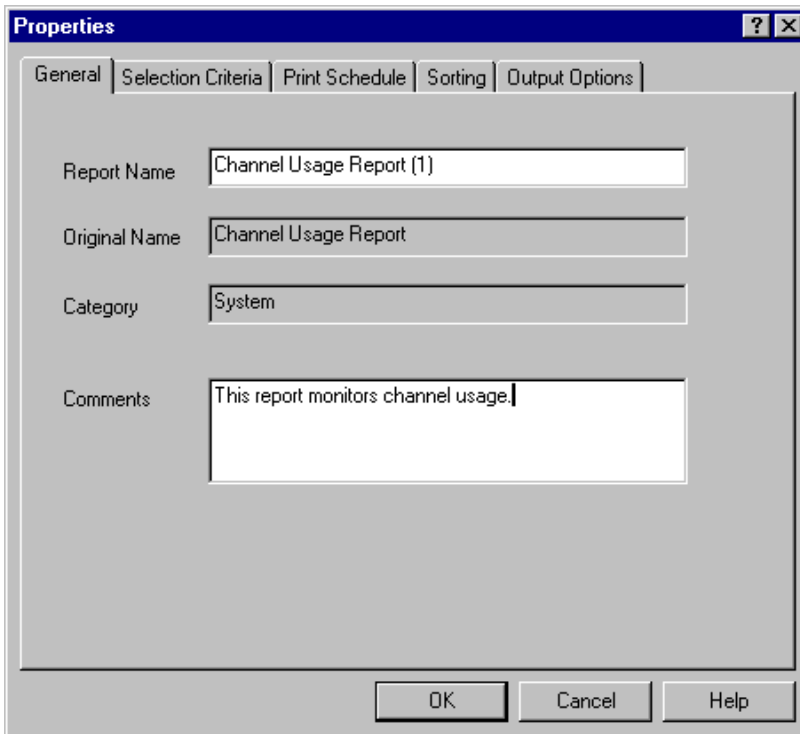 Properties
General Selection Criteria Print Schedule Sorting Output Options
Report Name Channel Usage Report (1)
Original Name Channel Usage Report
Category System
Comments This report monitors channel usage.
OK Cancel Help